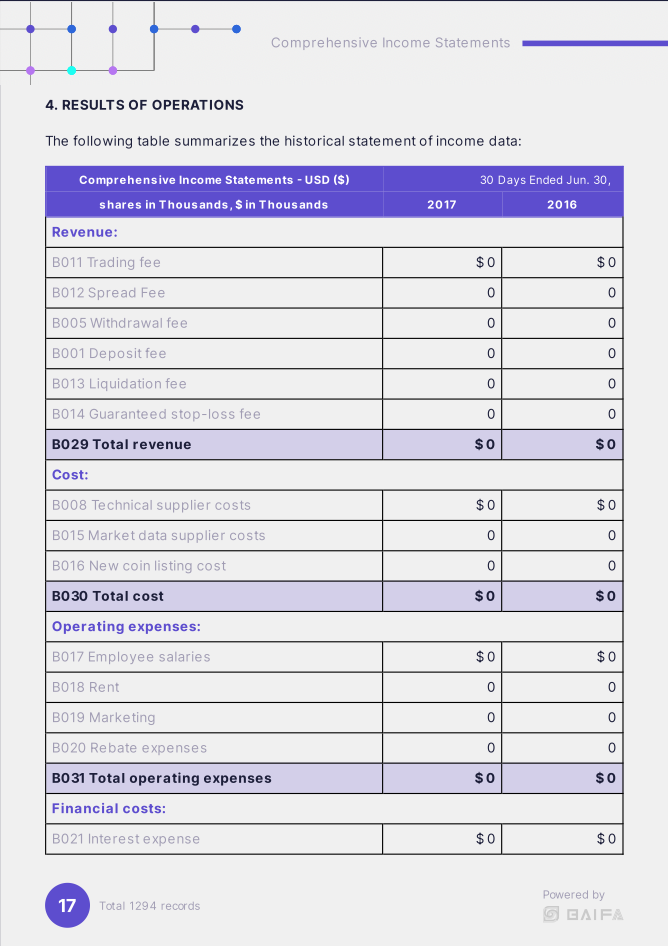 Comprehensive Income Statements
4. RESULTS OF OPERATIONS
The following table summarizes the historical statement of income data:
Comprehensive Income Statements - USD ($) 30 Days Ended Jun. 30,
shares in Thousands, $ in Thousands 2017 2016
Revenue:
B011 Trading fee $ 0 $ 0
B012 Spread Fee 0 0
B005 Withdrawal fee 0 0
B001 Deposit fee 0 0
B013 Liquidation fee 0 0
B014 Guaranteed stop-loss fee 0 0
B029 Total revenue $ 0 $ 0
Cost:
B008 Technical supplier costs $ 0 $ 0
B015 Market data supplier costs 0 0
B016 New coin listing cost 0 0
B030 Total cost $ 0 $ 0
Operating expenses:
B017 Employee salaries $ 0 $ 0
B018 Rent 0 0
B019 Marketing 0 0
B020 Rebate expenses 0 0
B031 Total operating expenses $ 0 $ 0
Financial costs:
B021 Interest expense $ 0 $ 0
17 Total 1294 records
Powered by
GAIFA